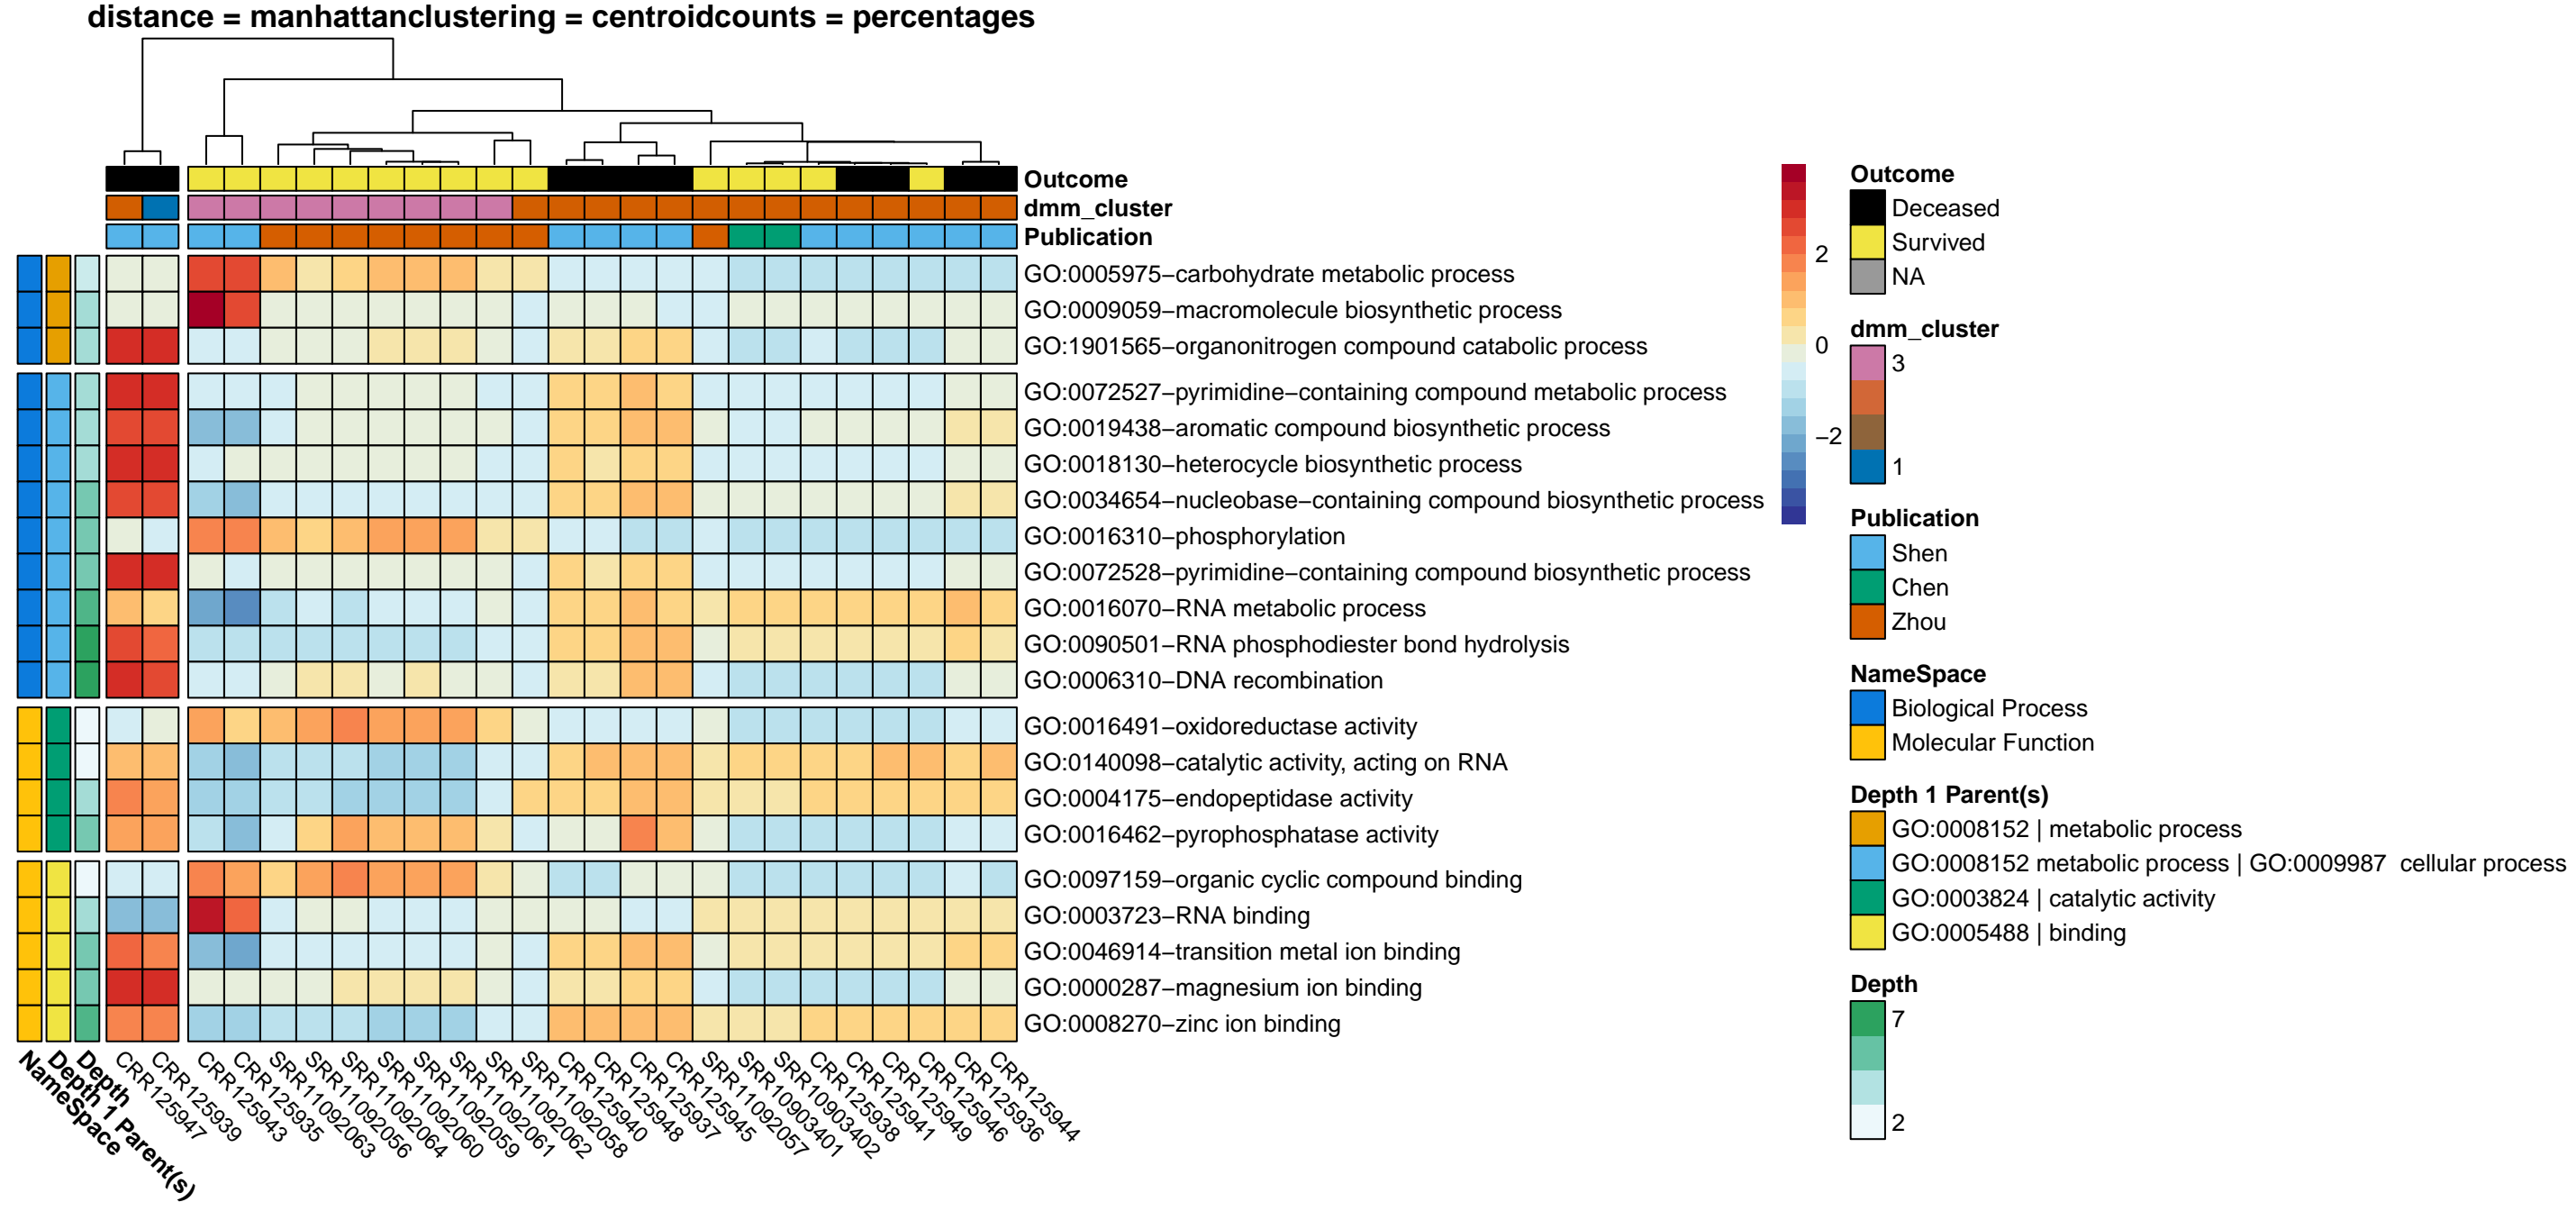 distance = manhattanclustering = centroidcounts = percentages
Outcome
dmm_cluster
Publication
GO:0005975−carbohydrate metabolic process
GO:0009059−macromolecule biosynthetic process
GO:1901565−organonitrogen compound catabolic process
GO:0072527−pyrimidine−containing compound metabolic process
GO:0019438−aromatic compound biosynthetic process
GO:0018130−heterocycle biosynthetic process
GO:0034654−nucleobase−containing compound biosynthetic process
GO:0016310−phosphorylation
GO:0072528−pyrimidine−containing compound biosynthetic process
GO:0016070−RNA metabolic process
GO:0090501−RNA phosphodiester bond hydrolysis
GO:0006310−DNA recombination
GO:0016491−oxidoreductase activity
GO:0140098−catalytic activity, acting on RNA
GO:0004175−endopeptidase activity
GO:0016462−pyrophosphatase activity
GO:0097159−organic cyclic compound binding
GO:0003723−RNA binding
GO:0046914−transition metal ion binding
GO:0000287−magnesium ion binding
GO:0008270−zinc ion binding
NameSpace
Depth 1 Parent(s)
Depth
CRR125947
CRR125939
CRR125943
CRR125935
SRR11092063
SRR11092056
SRR11092064
SRR11092060
SRR11092059
SRR11092061
SRR11092062
SRR11092058
CRR125940
CRR125948
CRR125937
CRR125945
SRR11092057
SRR10903401
SRR10903402
CRR125938
CRR125941
CRR125949
CRR125946
CRR125936
CRR125944
2
0
−2
Outcome
Deceased
Survived
NA
dmm_cluster
3
1
Publication
Shen
Chen
Zhou
NameSpace
Biological Process
Molecular Function
Depth 1 Parent(s)
GO:0008152 | metabolic process
GO:0008152 metabolic process | GO:0009987  cellular process
GO:0003824 | catalytic activity
GO:0005488 | binding
Depth
7
2